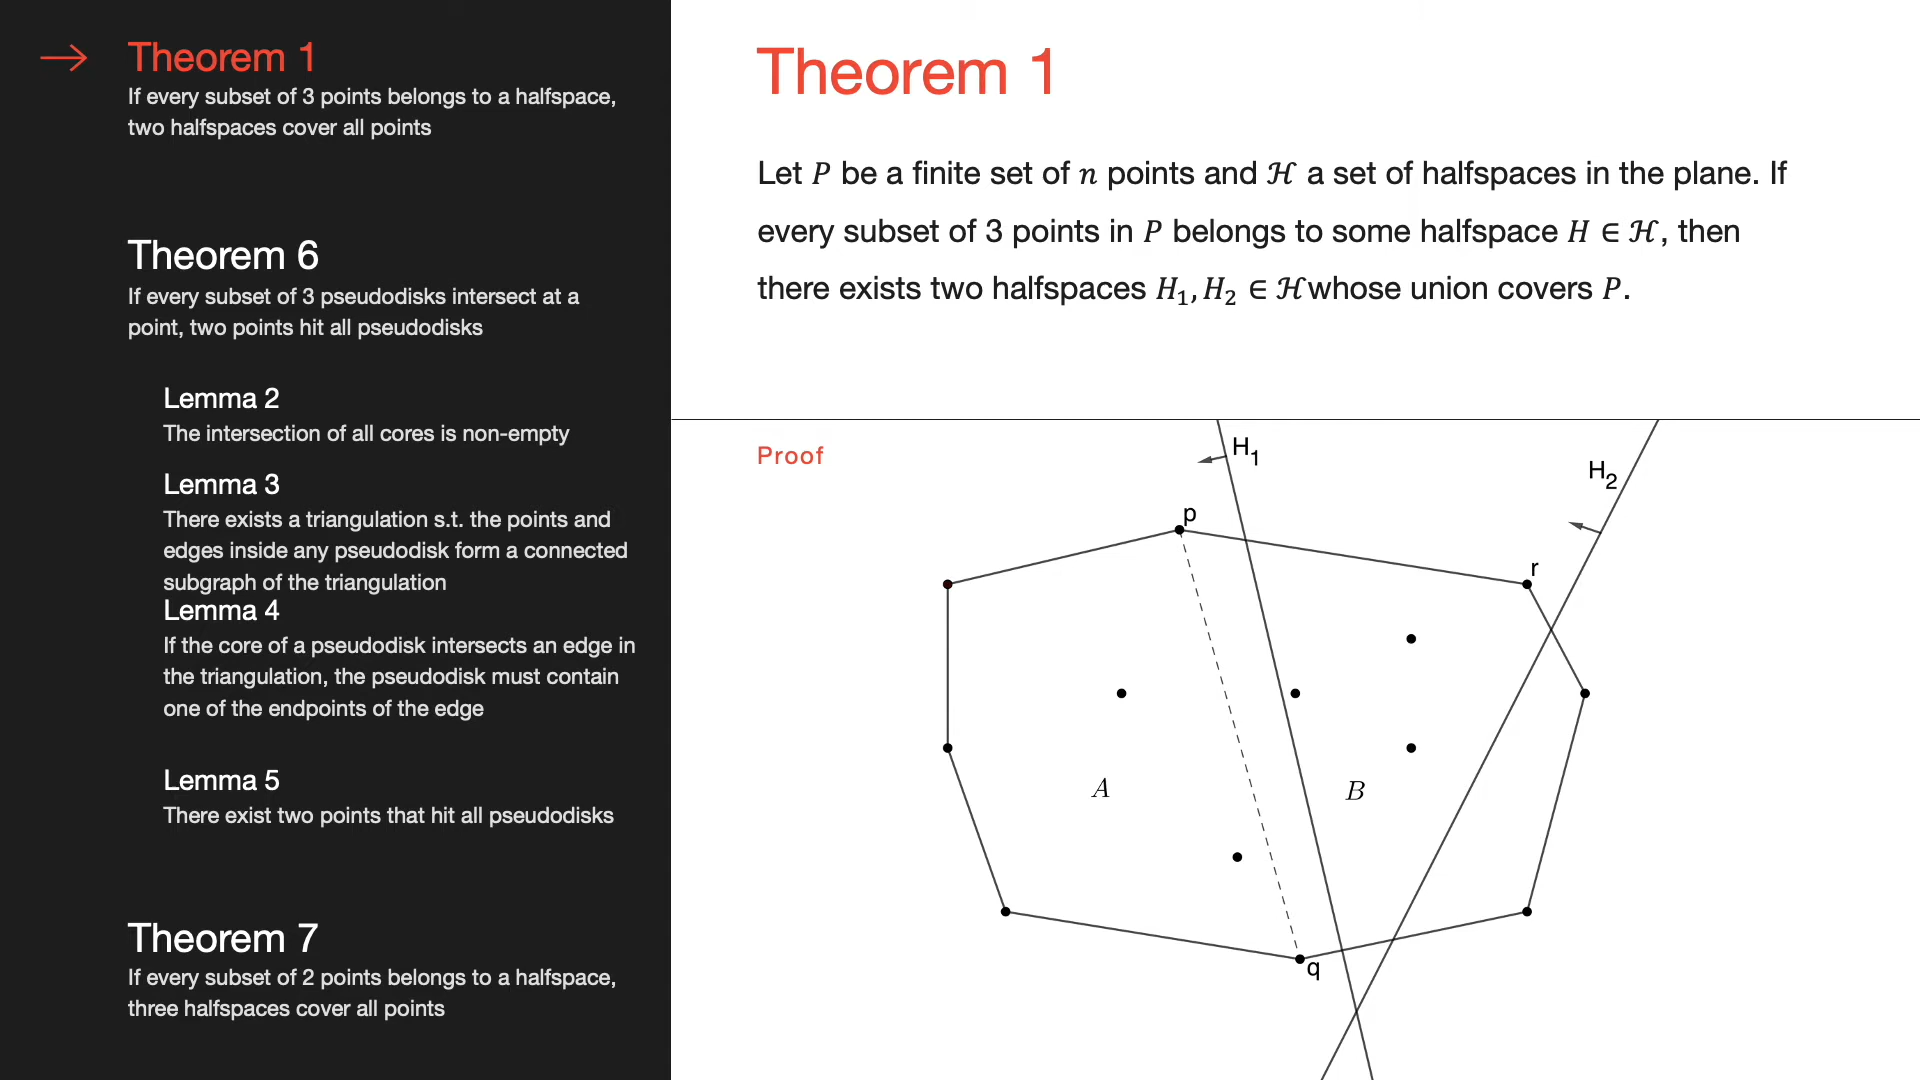 Theorem 1
If every subset of 3 points belongs to a halfspace,
two halfspaces cover all points
Theorem 6
If every subset of 3 pseudodisks intersect at a
point, two points hit all pseudodisks
Lemma 2
The intersection of all cores is non-empty
Lemma 3
There exists a triangulation s.t. the points and
edges inside any pseudodisk form a connected
subgraph of the triangulation
Lemma 4
If the core of a pseudodisk intersects an edge in
the triangulation, the pseudodisk must contain
one of the endpoints of the edge
Lemma 5
There exist two points that hit all pseudodisks
Theorem 7
If every subset of 2 points belongs to a halfspace,
three halfspaces cover all points
Theorem 1
Let 𝑃 be a finite set of 𝑛 points and ℋ a set of halfspaces in the plane. If
every subset of 3 points in 𝑃 belongs to some halfspace 𝐻 ∈ ℋ, then
there exists two halfspaces 𝐻₁, 𝐻₂ ∈ ℋ whose union covers 𝑃.
Proof
H₁
H₂
p
r
A
B
q